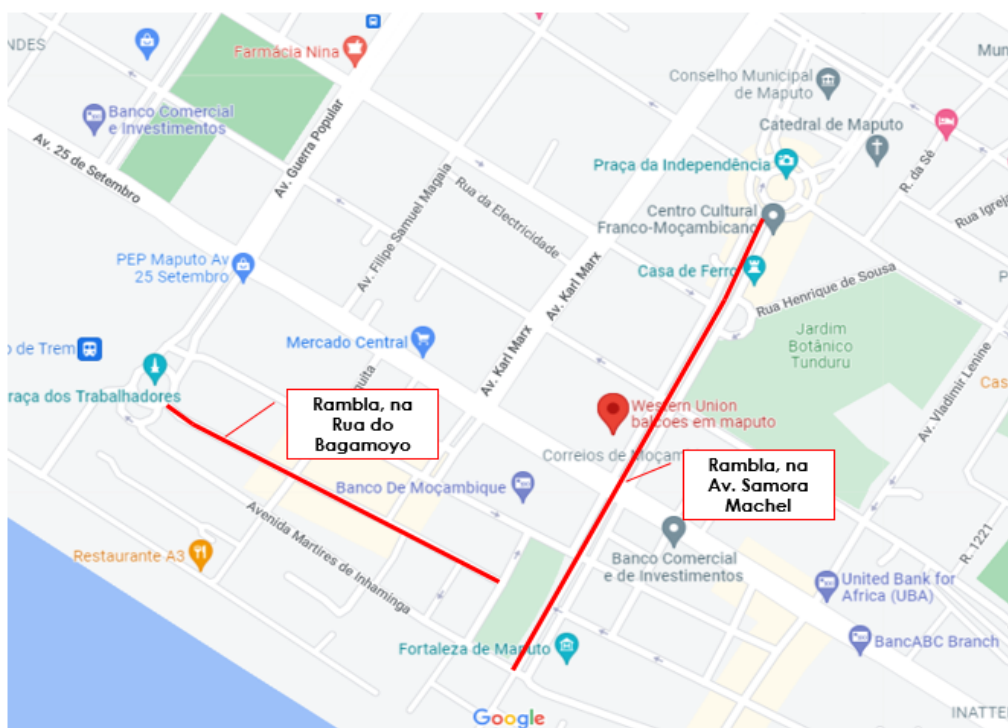 NDES
Farmácia Nina
Banco Comercial
e Investimentos
Av. 25 de Setembro
Av. Guerra Popular
Conselho Municipal
de Maputo
Mun
Catedral de Maputo
Praça da Independência
R. da Sé
Rua Igreja
Centro Cultural
Franco-Moçambicano
Av. Filipe Samuel Magaia
Rua da Electricidade
Av. Karl Marx
PEP Maputo Av
25 Setembro
Casa de Ferro
Rua Henrique de Sousa
Jardim
Botânico
Tunduru
Mercado Central
Av. Karl Marx
o de Trem
raça dos Trabalhadores
quita
Rambla, na
Rua do
Bagamoyo
Western Union
balcoes em maputo
Correios de Moçam
Rambla, na
Av. Samora
Machel
Av. Vladimir Lenine
Cas
P
Banco De Moçambique
Avenida Martires de Inhaminga
Restaurante A3
Banco Comercial
e de Investimentos
R. 1221
United Bank for
Africa (UBA)
BancABC Branch
Fortaleza de Maputo
Google
INATTE